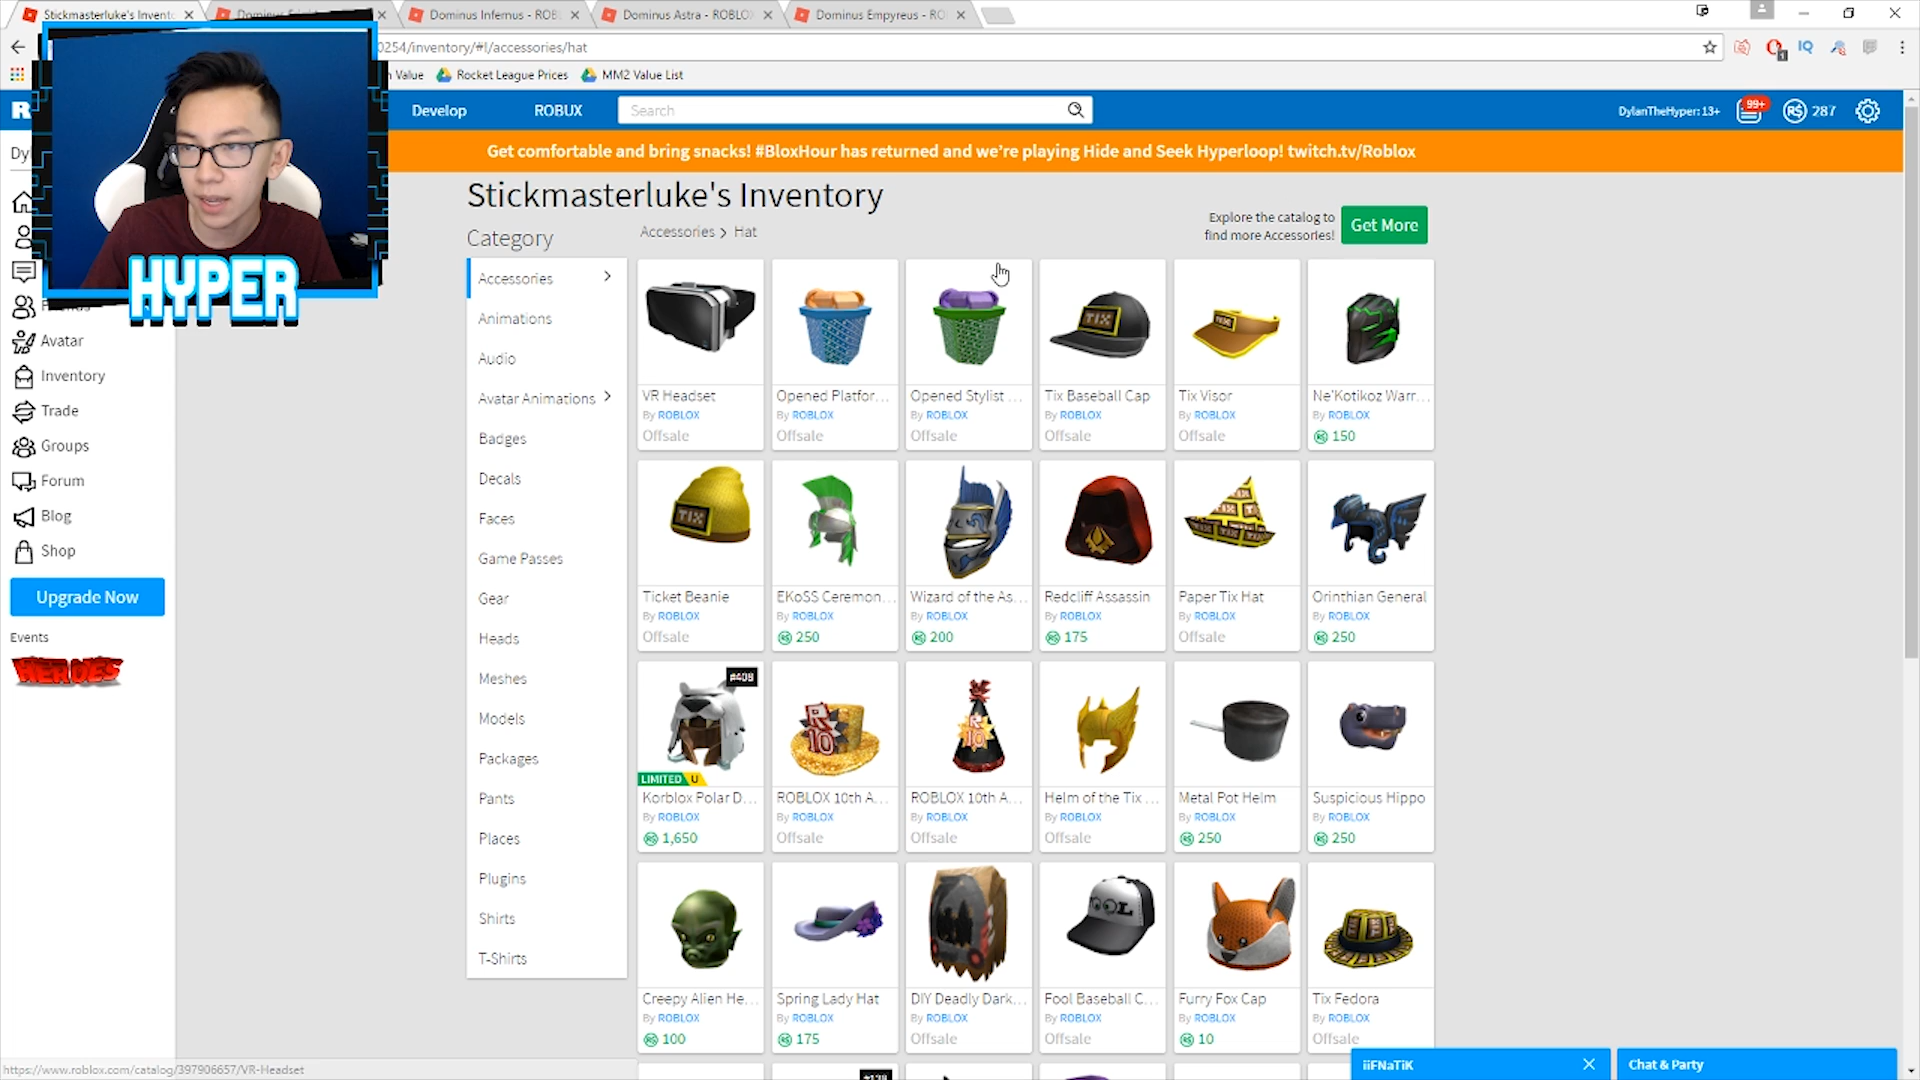 Stickmasterluke's Invento
Dominus Infernus - ROB
Dominus Astra - ROBLO
Dominus Empyreus - RO
0254/inventory/#!/accessories/hat
n Value
Rocket League Prices
MM2 Value List
Develop
ROBUX
Search
DylanTheHyper: 13+
99+
R$ 287
Get comfortable and bring snacks! #BloxHour has returned and we're playing Hide and Seek Hyperloop! twitch.tv/Roblox
HYPER
Dyl
Avatar
Inventory
Trade
Groups
Forum
Blog
Shop
Upgrade Now
Events
HEROES
Stickmasterluke's Inventory
Accessories > Hat
Explore the catalog to
find more Accessories!
Get More
Category
Accessories
Animations
Audio
Avatar Animations
Badges
Decals
Faces
Game Passes
Gear
Heads
Meshes
Models
Packages
Pants
Places
Plugins
Shirts
T-Shirts
VR Headset
By ROBLOX
Offsale
Opened Platfor...
By ROBLOX
Offsale
Opened Stylist ...
By ROBLOX
Offsale
TIX
Tix Baseball Cap
By ROBLOX
Offsale
Tix Visor
By ROBLOX
Offsale
Ne'Kotikoz Warr...
By ROBLOX
R$ 150
TIX
Ticket Beanie
By ROBLOX
Offsale
EKoSS Ceremon...
By ROBLOX
R$ 250
Wizard of the As...
By ROBLOX
R$ 200
Redcliff Assassin
By ROBLOX
R$ 175
Paper Tix Hat
By ROBLOX
Offsale
Orinthian General
By ROBLOX
R$ 250
#408
LIMITED U
Korblox Polar D...
By ROBLOX
R$ 1,650
R
10
ROBLOX 10th A...
By ROBLOX
Offsale
R
10
ROBLOX 10th A...
By ROBLOX
Offsale
Helm of the Tix ...
By ROBLOX
Offsale
Metal Pot Helm
By ROBLOX
R$ 250
Suspicious Hippo
By ROBLOX
R$ 250
Creepy Alien He...
By ROBLOX
R$ 100
Spring Lady Hat
By ROBLOX
R$ 175
DIY Deadly Dark...
By ROBLOX
Offsale
FOOL
Fool Baseball C...
By ROBLOX
Offsale
Furry Fox Cap
By ROBLOX
R$ 10
Tix Fedora
By ROBLOX
Offsale
iiFNaTiK
Chat & Party
https://www.roblox.com/catalog/397906657/VR-Headset